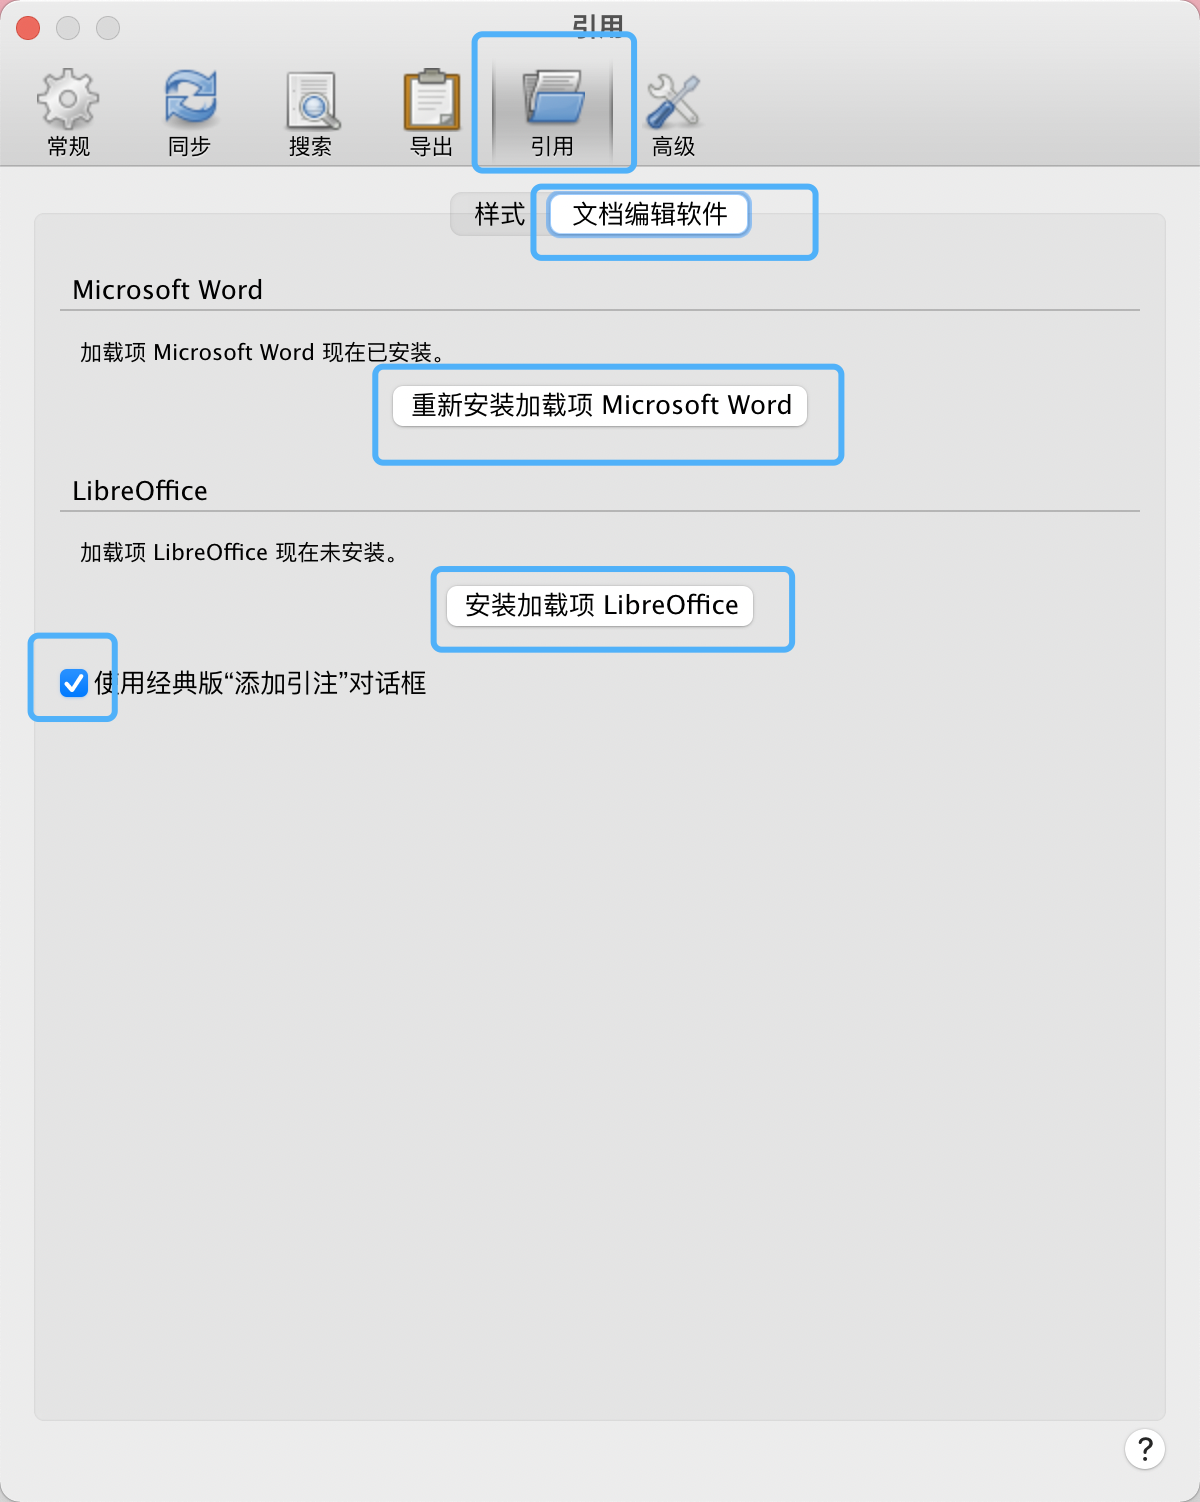 引用
常规 同步 搜索 导出 引用 高级
样式 文档编辑软件
Microsoft Word
加载项 Microsoft Word 现在已安装。
重新安装加载项 Microsoft Word
LibreOffice
加载项 LibreOffice 现在未安装。
安装加载项 LibreOffice
使用经典版“添加引注”对话框
?